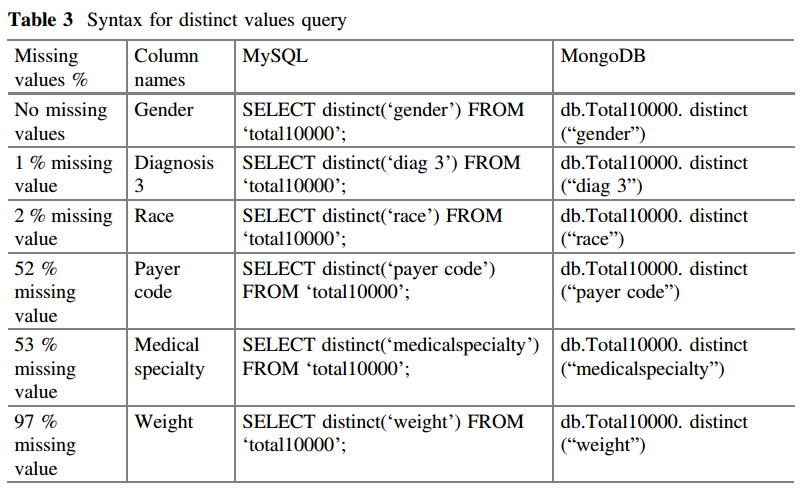 Table 3 Syntax for distinct values query
Missing values % Column names MySQL MongoDB
No missing values Gender SELECT distinct(‘gender’) FROM ‘total10000’; db.Total10000. distinct (“gender”)
1 % missing value Diagnosis 3 SELECT distinct(‘diag 3’) FROM ‘total10000’; db.Total10000. distinct (“diag 3”)
2 % missing value Race SELECT distinct(‘race’) FROM ‘total10000’; db.Total10000. distinct (“race”)
52 % missing value Payer code SELECT distinct(‘payer code’) FROM ‘total10000’; db.Total10000. distinct (“payer code”)
53 % missing value Medical specialty SELECT distinct(‘medicalspecialty’) FROM ‘total10000’; db.Total10000. distinct (“medicalspecialty”)
97 % missing value Weight SELECT distinct(‘weight’) FROM ‘total10000’; db.Total10000. distinct (“weight”)